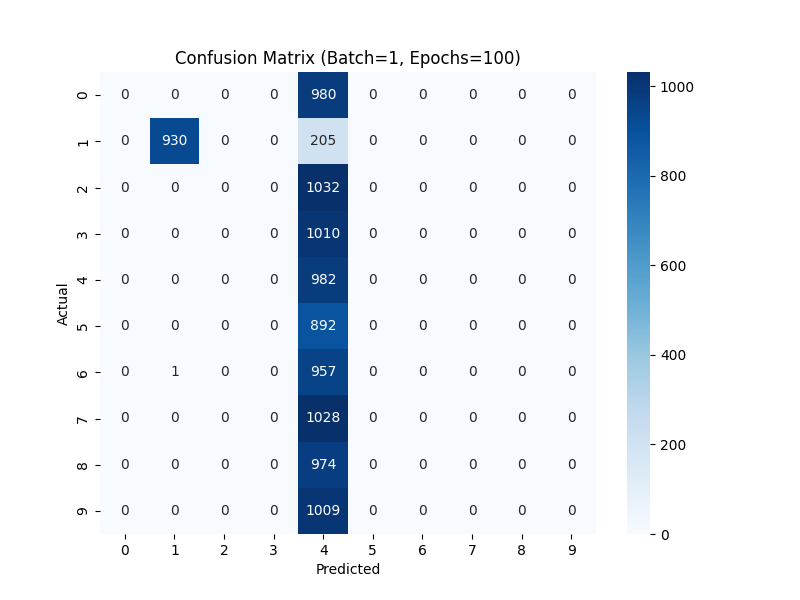 Confusion Matrix (Batch=1, Epochs=100)
0 0 0 0 0 980 0 0 0 0 0
1 0 930 0 0 205 0 0 0 0 0
2 0 0 0 0 1032 0 0 0 0 0
3 0 0 0 0 1010 0 0 0 0 0
4 0 0 0 0 982 0 0 0 0 0
5 0 0 0 0 892 0 0 0 0 0
6 0 1 0 0 957 0 0 0 0 0
7 0 0 0 0 1028 0 0 0 0 0
8 0 0 0 0 974 0 0 0 0 0
9 0 0 0 0 1009 0 0 0 0 0
0 1 2 3 4 5 6 7 8 9
Predicted
Actual
1000
800
600
400
200
0